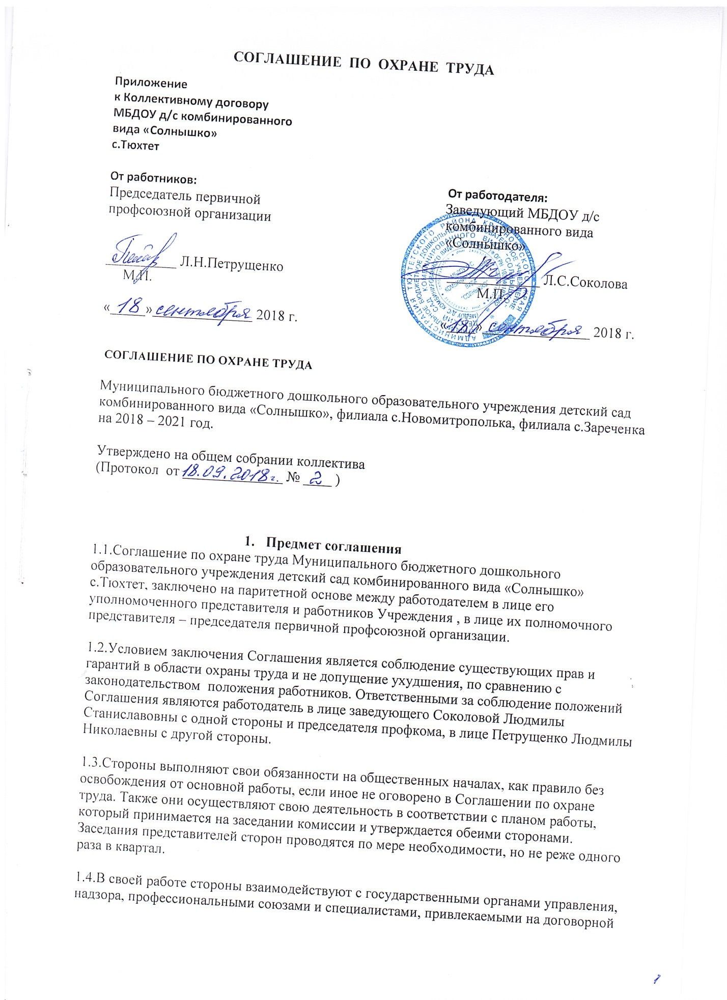 СОГЛАШЕНИЕ ПО ОХРАНЕ ТРУДА
Приложение
к Коллективному договору
МБДОУ д/с комбинированного
вида «Солнышко»
с.Тюхтет
От работников:
Председатель первичной
профсоюзной организации
Л.Н.Петрущенко
М.П.
«18» сентября 2018 г.
От работодателя:
Заведующий МБДОУ д/с
комбинированного вида
«Солнышко»
Л.С.Соколова
М.П.
«18» сентября 2018 г.
СОГЛАШЕНИЕ ПО ОХРАНЕ ТРУДА
Муниципального бюджетного дошкольного образовательного учреждения детский сад
комбинированного вида «Солнышко», филиала с.Новомитрополька, филиала с.Зареченка
на 2018 – 2021 год.
Утверждено на общем собрании коллектива
(Протокол от 18.09.2018г. № 2 )
1. Предмет соглашения
1.1.Соглашение по охране труда Муниципального бюджетного дошкольного
образовательного учреждения детский сад комбинированного вида «Солнышко»
с.Тюхтет, заключено на паритетной основе между работодателем в лице его
уполномоченного представителя и работников Учреждения , в лице их полномочного
представителя – председателя первичной профсоюзной организации.
1.2.Условием заключения Соглашения является соблюдение существующих прав и
гарантий в области охраны труда и не допущение ухудшения, по сравнению с
законодательством положения работников. Ответственными за соблюдение положений
Соглашения являются работодатель в лице заведующего Соколовой Людмилы
Станиславовны с одной стороны и председателя профкома, в лице Петрущенко Людмилы
Николаевны с другой стороны.
1.3.Стороны выполняют свои обязанности на общественных началах, как правило без
освобождения от основной работы, если иное не оговорено в Соглашении по охране
труда. Также они осуществляют свою деятельность в соответствии с планом работы,
который принимается на заседании комиссии и утверждается обеими сторонами.
Заседания представителей сторон проводятся по мере необходимости, но не реже одного
раза в квартал.
1.4.В своей работе стороны взаимодействуют с государственными органами управления,
надзора, профессиональными союзами и специалистами, привлекаемыми на договорной
1